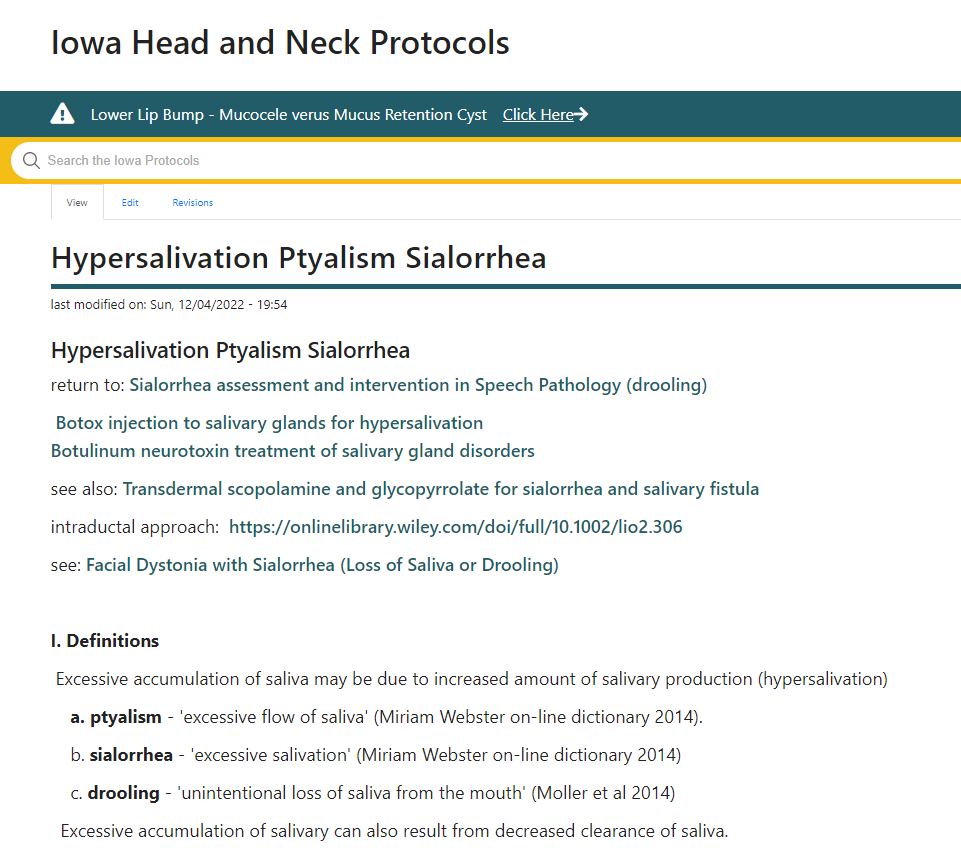 Iowa Head and Neck Protocols
Lower Lip Bump - Mucocele verus Mucus Retention Cyst Click Here
Search the Iowa Protocols
View Edit Revisions
Hypersalivation Ptyalism Sialorrhea
last modified on: Sun, 12/04/2022 - 19:54
Hypersalivation Ptyalism Sialorrhea
return to: Sialorrhea assessment and intervention in Speech Pathology (drooling)
Botox injection to salivary glands for hypersalivation
Botulinum neurotoxin treatment of salivary gland disorders
see also: Transdermal scopolamine and glycopyrrolate for sialorrhea and salivary fistula
intraductal approach: https://onlinelibrary.wiley.com/doi/full/10.1002/lio2.306
see: Facial Dystonia with Sialorrhea (Loss of Saliva or Drooling)
I. Definitions
Excessive accumulation of saliva may be due to increased amount of salivary production (hypersalivation)
a. ptyalism - 'excessive flow of saliva' (Miriam Webster on-line dictionary 2014).
b. sialorrhea - 'excessive salivation' (Miriam Webster on-line dictionary 2014)
c. drooling - 'unintentional loss of saliva from the mouth' (Moller et al 2014)
Excessive accumulation of salivary can also result from decreased clearance of saliva.